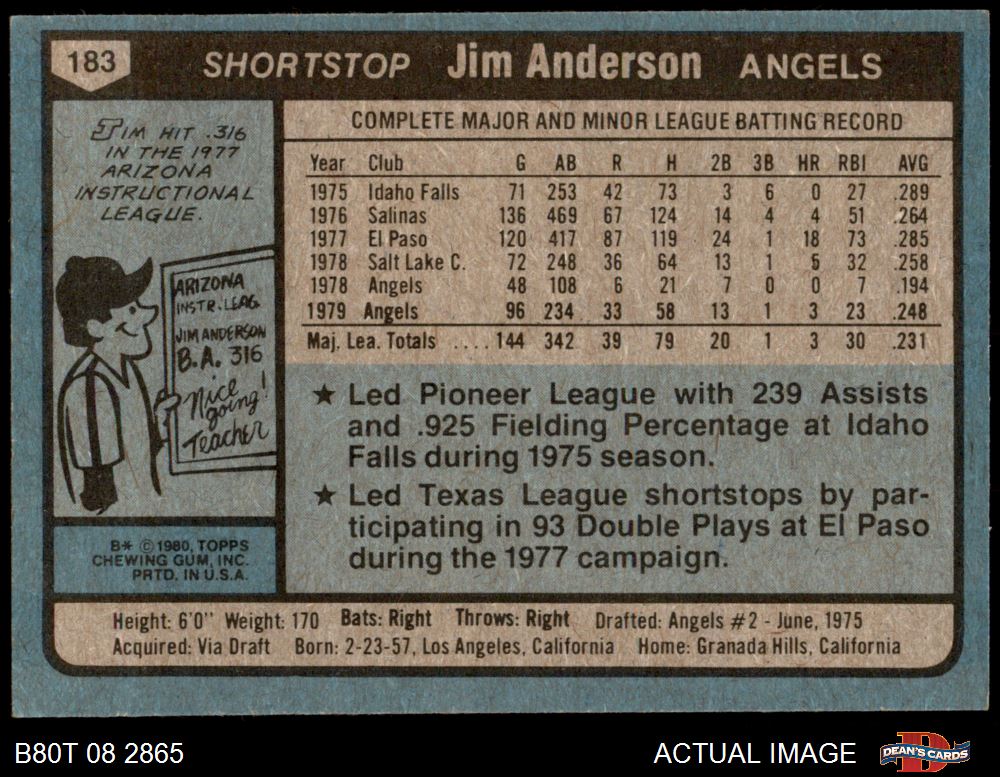 183 SHORTSTOP Jim Anderson ANGELS
JIM HIT .316
IN THE 1977
ARIZONA
INSTRUCTIONAL
LEAGUE.
ARIZONA
INSTR. LEAG.
JIM ANDERSON
B.A. 316
Nice
going!
Teacher
B* © 1980, TOPPS
CHEWING GUM, INC.
PRTD. IN U.S.A.
COMPLETE MAJOR AND MINOR LEAGUE BATTING RECORD
Year Club G AB R H 2B 3B HR RBI AVG
1975 Idaho Falls 71 253 42 73 3 6 0 27 .289
1976 Salinas 136 469 67 124 14 4 4 51 .264
1977 El Paso 120 417 87 119 24 1 18 73 .285
1978 Salt Lake C. 72 248 36 64 13 1 5 32 .258
1978 Angels 48 108 6 21 7 0 0 7 .194
1979 Angels 96 234 33 58 13 1 3 23 .248
Maj. Lea. Totals .... 144 342 39 79 20 1 3 30 .231
★ Led Pioneer League with 239 Assists
and .925 Fielding Percentage at Idaho
Falls during 1975 season.
★ Led Texas League shortstops by par-
ticipating in 93 Double Plays at El Paso
during the 1977 campaign.
Height: 6'0" Weight: 170 Bats: Right Throws: Right Drafted: Angels #2 - June, 1975
Acquired: Via Draft Born: 2-23-57, Los Angeles, California Home: Granada Hills, California
B80T 08 2865 ACTUAL IMAGE DEAN'S CARDS